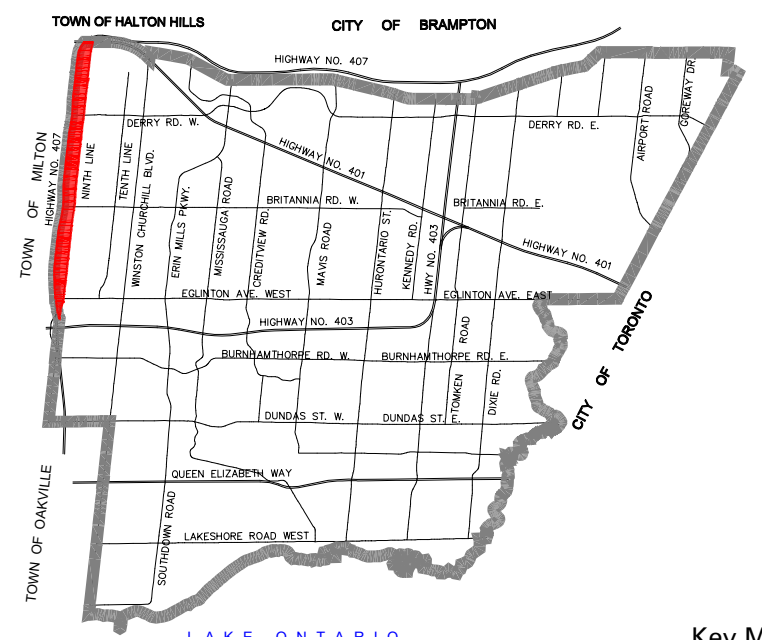 TOWN OF HALTON HILLS
CITY OF BRAMPTON
HIGHWAY NO. 407
DERRY RD. W.
DERRY RD. E.
AIRPORT ROAD
GOREWAY DR.
TOWN OF MILTON
HIGHWAY NO. 407
NINTH LINE
TENTH LINE
WINSTON CHURCHILL BLVD.
ERIN MILLS PKWY.
MISSISSAUGA ROAD
CREDITVIEW RD.
MAVIS ROAD
HURONTARIO ST.
KENNEDY RD.
HWY NO. 403
HIGHWAY NO. 401
BRITANNIA RD. W.
BRITANNIA RD. E.
HIGHWAY NO. 401
EGLINTON AVE. WEST
EGLINTON AVE. EAST
HIGHWAY NO. 403
BURNHAMTHORPE RD. W.
BURNHAMTHORPE RD. E.
TOMKEN ROAD
DIXIE RD.
CITY OF TORONTO
DUNDAS ST. W.
DUNDAS ST. E.
QUEEN ELIZABETH WAY
TOWN OF OAKVILLE
SOUTHDOWN ROAD
LAKESHORE ROAD WEST
LAKE ONTARIO
Key M